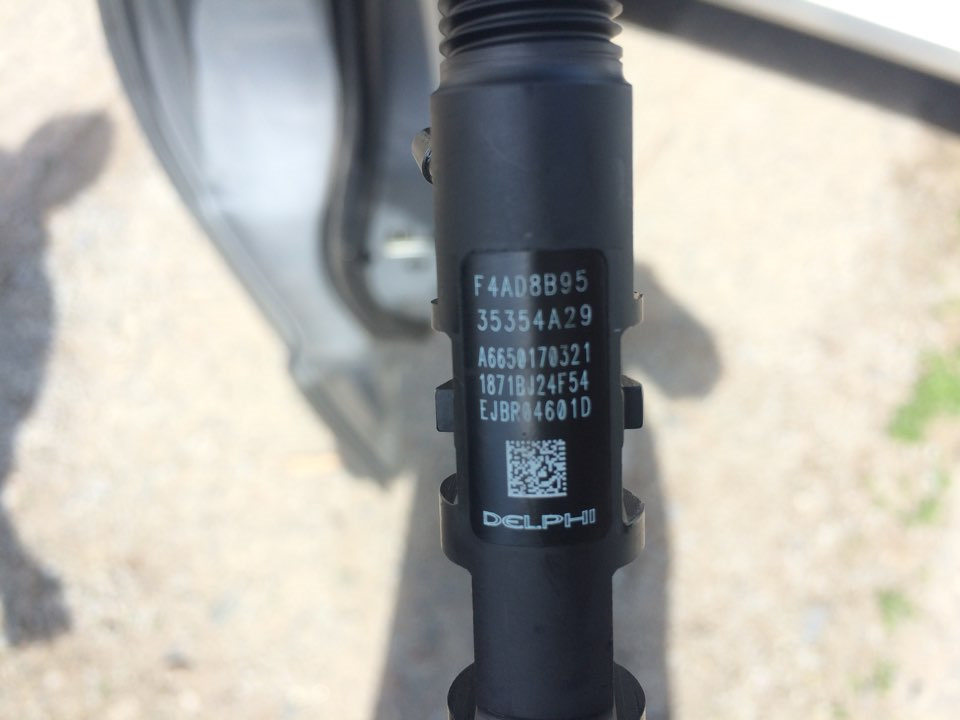 F4AD8B95
35354A29
A6650170321
1871BJ24F54
EJBR04601D
DELPHI